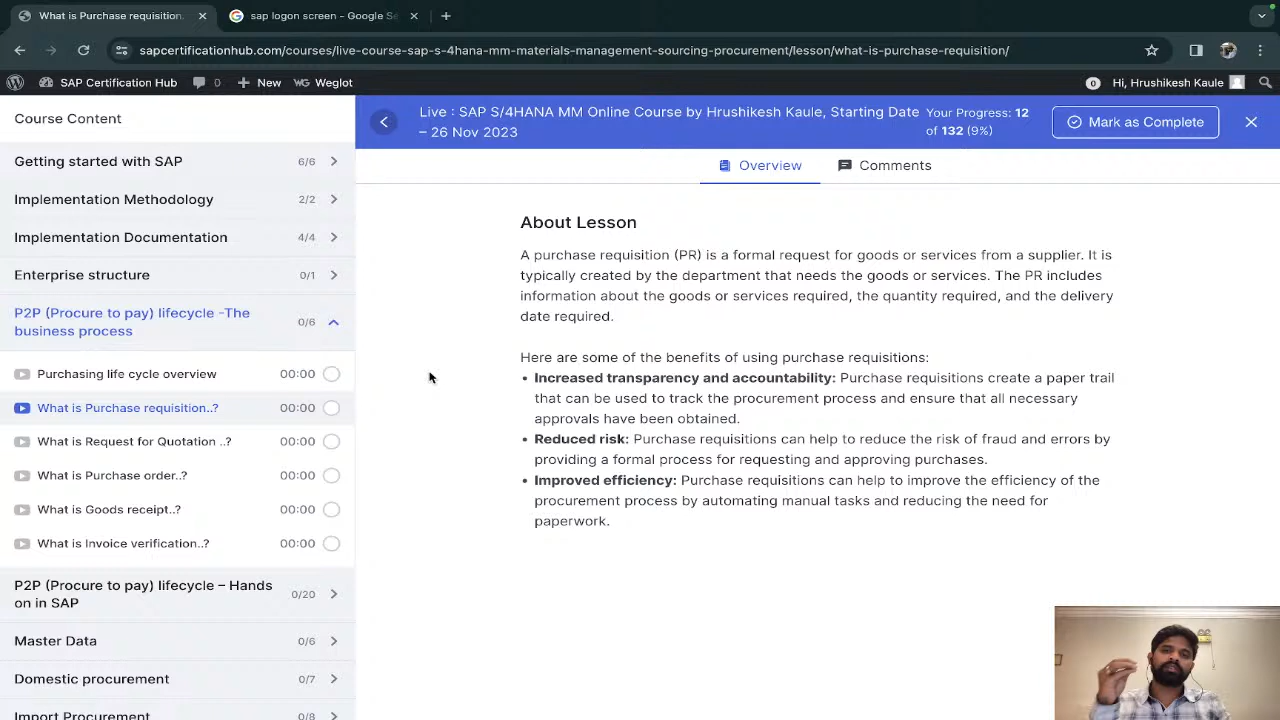 What is Purchase requisition.
sap logon screen - Google Se
sapcertificationhub.com/courses/live-course-sap-s-4hana-mm-materials-management-sourcing-procurement/lesson/what-is-purchase-requisition/
SAP Certification Hub 0 New WG Weglot 0 Hi, Hrushikesh Kaule
Course Content
Getting started with SAP 6/6
Implementation Methodology 2/2
Implementation Documentation 4/4
Enterprise structure 0/1
P2P (Procure to pay) lifecycle -The
business process 0/6
Purchasing life cycle overview 00:00
What is Purchase requisition..? 00:00
What is Request for Quotation ..? 00:00
What is Purchase order..? 00:00
What is Goods receipt..? 00:00
What is Invoice verification..? 00:00
P2P (Procure to pay) lifecycle – Hands
on in SAP 0/20
Master Data 0/6
Domestic procurement 0/7
Import Procurement 0/8
Live : SAP S/4HANA MM Online Course by Hrushikesh Kaule, Starting Date
– 26 Nov 2023
Your Progress: 12
of 132 (9%)
Mark as Complete
Overview Comments
About Lesson
A purchase requisition (PR) is a formal request for goods or services from a supplier. It is
typically created by the department that needs the goods or services. The PR includes
information about the goods or services required, the quantity required, and the delivery
date required.
Here are some of the benefits of using purchase requisitions:
• Increased transparency and accountability: Purchase requisitions create a paper trail
that can be used to track the procurement process and ensure that all necessary
approvals have been obtained.
• Reduced risk: Purchase requisitions can help to reduce the risk of fraud and errors by
providing a formal process for requesting and approving purchases.
• Improved efficiency: Purchase requisitions can help to improve the efficiency of the
procurement process by automating manual tasks and reducing the need for
paperwork.